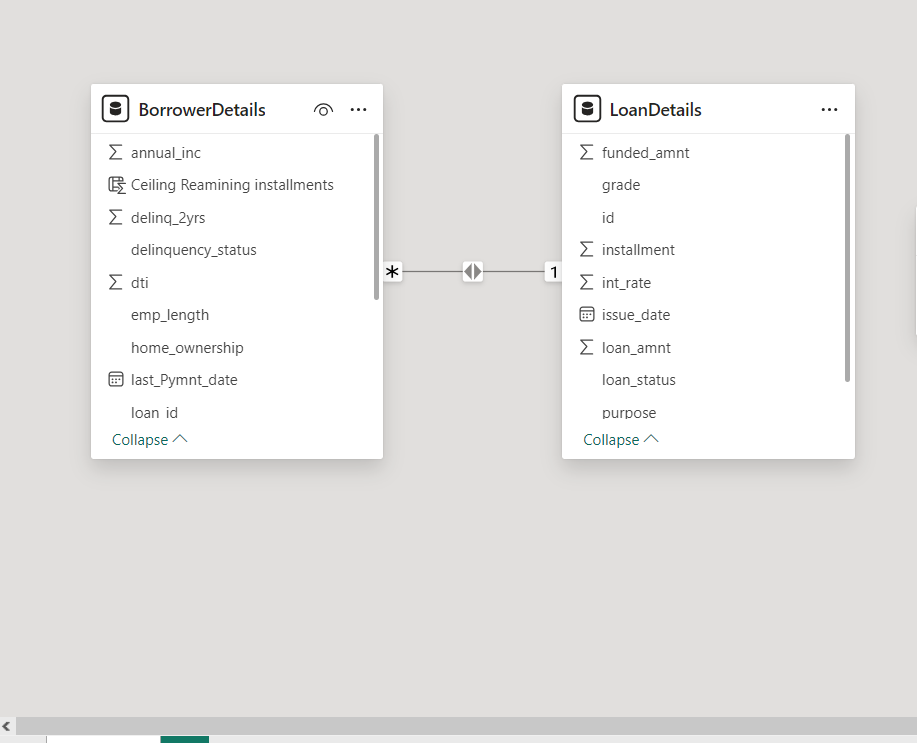 BorrowerDetails
annual_inc
Ceiling Reamining installments
delinq_2yrs
delinquency_status
dti
emp_length
home_ownership
last_Pymnt_date
loan_id
Collapse
* 1
LoanDetails
funded_amnt
grade
id
installment
int_rate
issue_date
loan_amnt
loan_status
purpose
Collapse